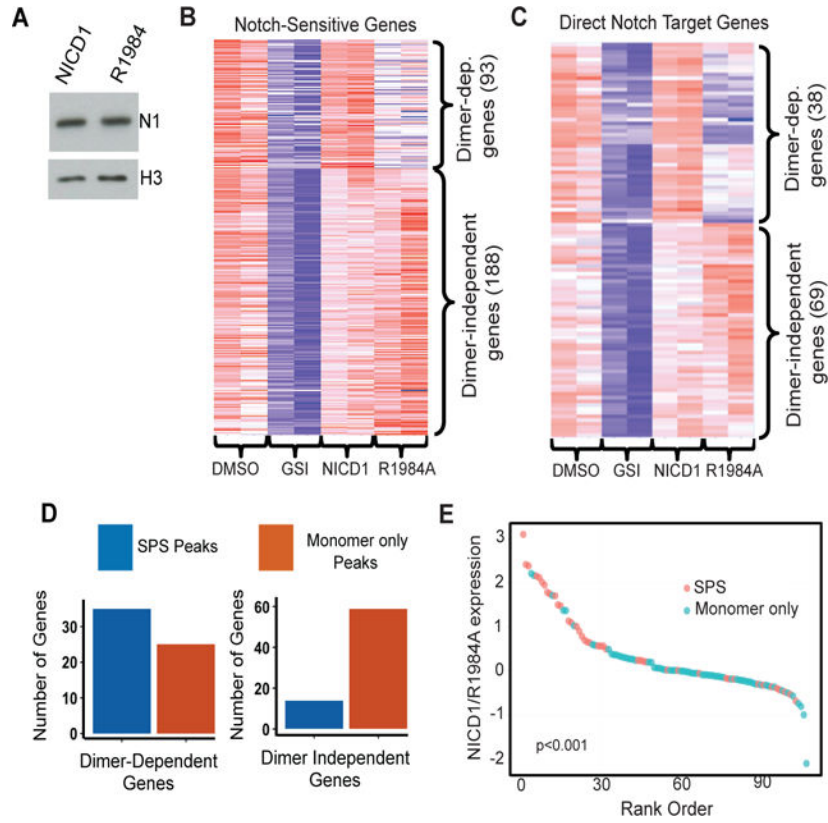 A
NICD1
R1984
N1
H3
B
Notch-Sensitive Genes
Dimer-dep.
genes (93)
Dimer-independent
genes (188)
DMSO
GSI
NICD1
R1984A
C
Direct Notch Target Genes
Dimer-dep.
genes (38)
Dimer-independent
genes (69)
DMSO
GSI
NICD1
R1984A
D
SPS Peaks
Monomer only
Peaks
Number of Genes
30
20
10
0
Dimer-Dependent
Genes
Number of Genes
60
40
20
0
Dimer Independent
Genes
E
NICD1/R1984A expression
3
2
1
0
-1
-2
SPS
Monomer only
p<0.001
0
30
60
90
Rank Order